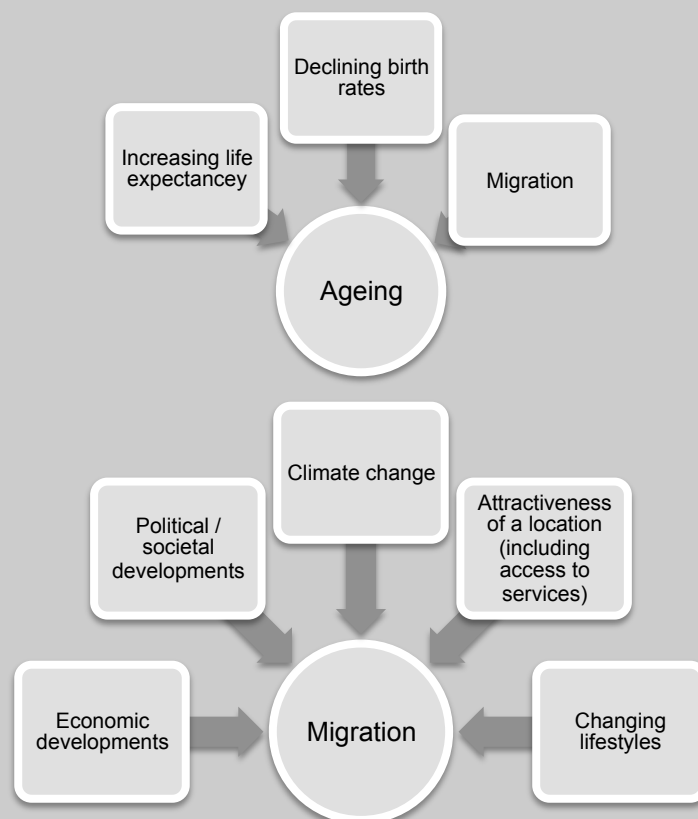 Declining birth
rates
Increasing life
expectancey
Migration
Ageing
Climate change
Political /
societal
developments
Attractiveness
of a location
(including
access to
services)
Economic
developments
Migration
Changing
lifestyles